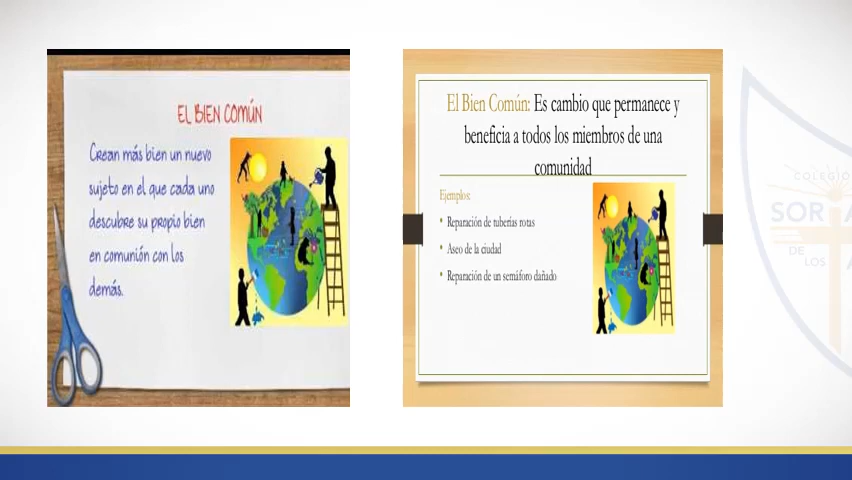 EL BIEN COMÚN
Crean más bien un nuevo
sujeto en el que cada uno
descubre su propio bien
en comunión con los
demás.
El Bien Común: Es cambio que permanece y
beneficia a todos los miembros de una
comunidad
Ejemplos:
• Reparación de tuberías rotas
• Aseo de la ciudad
• Reparación de un semáforo dañado
COLEGIO
SOR
DE
LOS